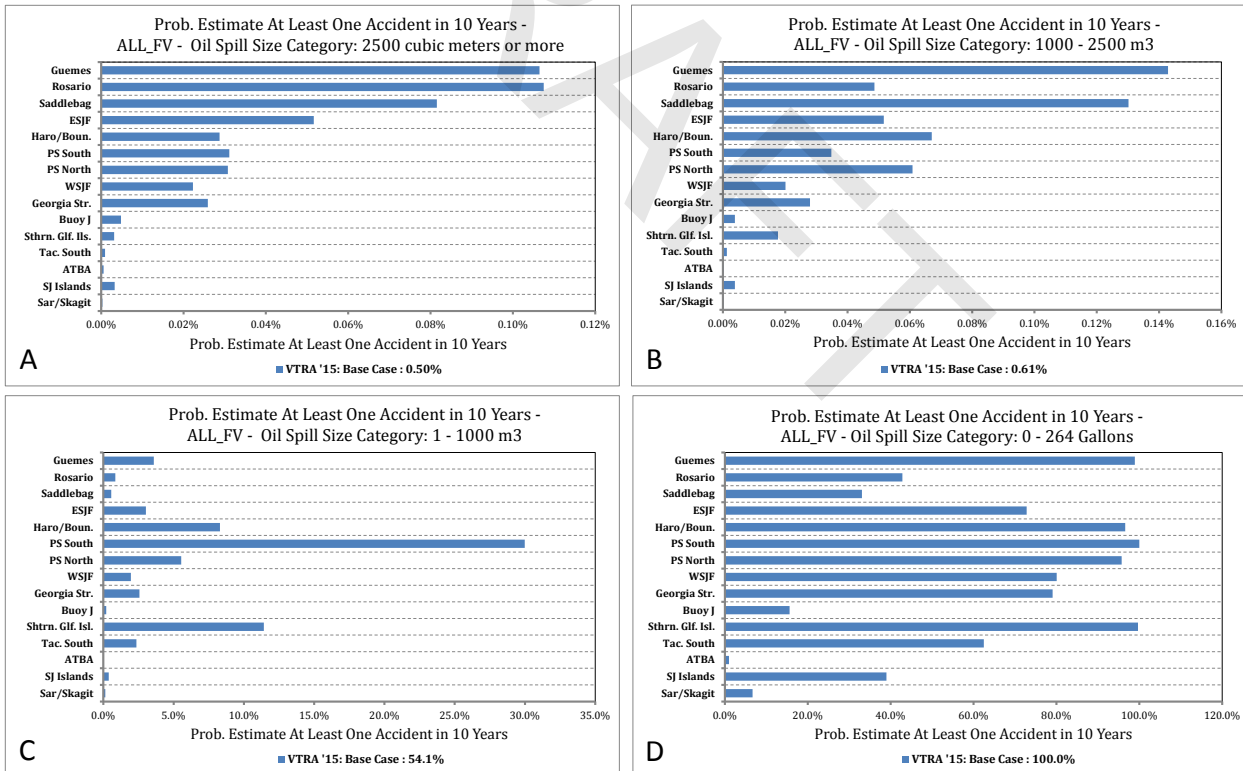 Prob. Estimate At Least One Accident in 10 Years -
ALL_FV - Oil Spill Size Category: 2500 cubic meters or more
Guemes
Rosario
Saddlebag
ESJF
Haro/Boun.
PS South
PS North
WSJF
Georgia Str.
Buoy J
Sthrn. Glf. Ils.
Tac. South
ATBA
SJ Islands
Sar/Skagit
0.00% 0.02% 0.04% 0.06% 0.08% 0.10% 0.12%
Prob. Estimate At Least One Accident in 10 Years
A
VTRA '15: Base Case : 0.50%
Prob. Estimate At Least One Accident in 10 Years -
ALL_FV - Oil Spill Size Category: 1000 - 2500 m3
Guemes
Rosario
Saddlebag
ESJF
Haro/Boun.
PS South
PS North
WSJF
Georgia Str.
Buoy J
Shtrn. Glf. Isl.
Tac. South
ATBA
SJ Islands
Sar/Skagit
0.00% 0.02% 0.04% 0.06% 0.08% 0.10% 0.12% 0.14% 0.16%
Prob. Estimate At Least One Accident in 10 Years
B
VTRA '15: Base Case : 0.61%
Prob. Estimate At Least One Accident in 10 Years -
ALL_FV - Oil Spill Size Category: 1 - 1000 m3
Guemes
Rosario
Saddlebag
ESJF
Haro/Boun.
PS South
PS North
WSJF
Georgia Str.
Buoy J
Shtrn. Glf. Isl.
Tac. South
ATBA
SJ Islands
Sar/Skagit
0.0% 5.0% 10.0% 15.0% 20.0% 25.0% 30.0% 35.0%
Prob. Estimate At Least One Accident in 10 Years
C
VTRA '15: Base Case : 54.1%
Prob. Estimate At Least One Accident in 10 Years -
ALL_FV - Oil Spill Size Category: 0 - 264 Gallons
Guemes
Rosario
Saddlebag
ESJF
Haro/Boun.
PS South
PS North
WSJF
Georgia Str.
Buoy J
Sthrn. Glf. Isl.
Tac. South
ATBA
SJ Islands
Sar/Skagit
0.0% 20.0% 40.0% 60.0% 80.0% 100.0% 120.0%
Prob. Estimate At Least One Accident in 10 Years
D
VTRA '15: Base Case : 100.0%